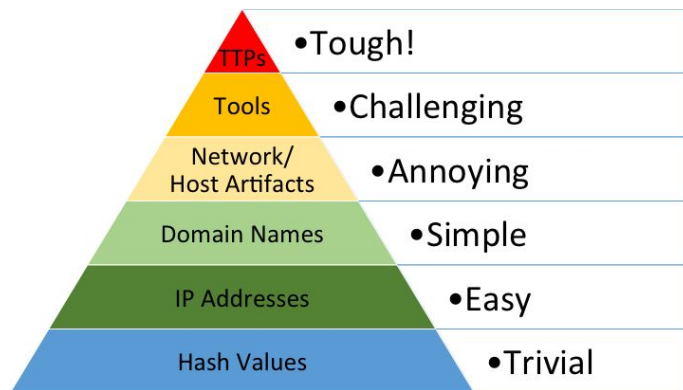 TTPs
•Tough!
Tools
•Challenging
Network/
Host Artifacts
•Annoying
Domain Names
•Simple
IP Addresses
•Easy
Hash Values
•Trivial